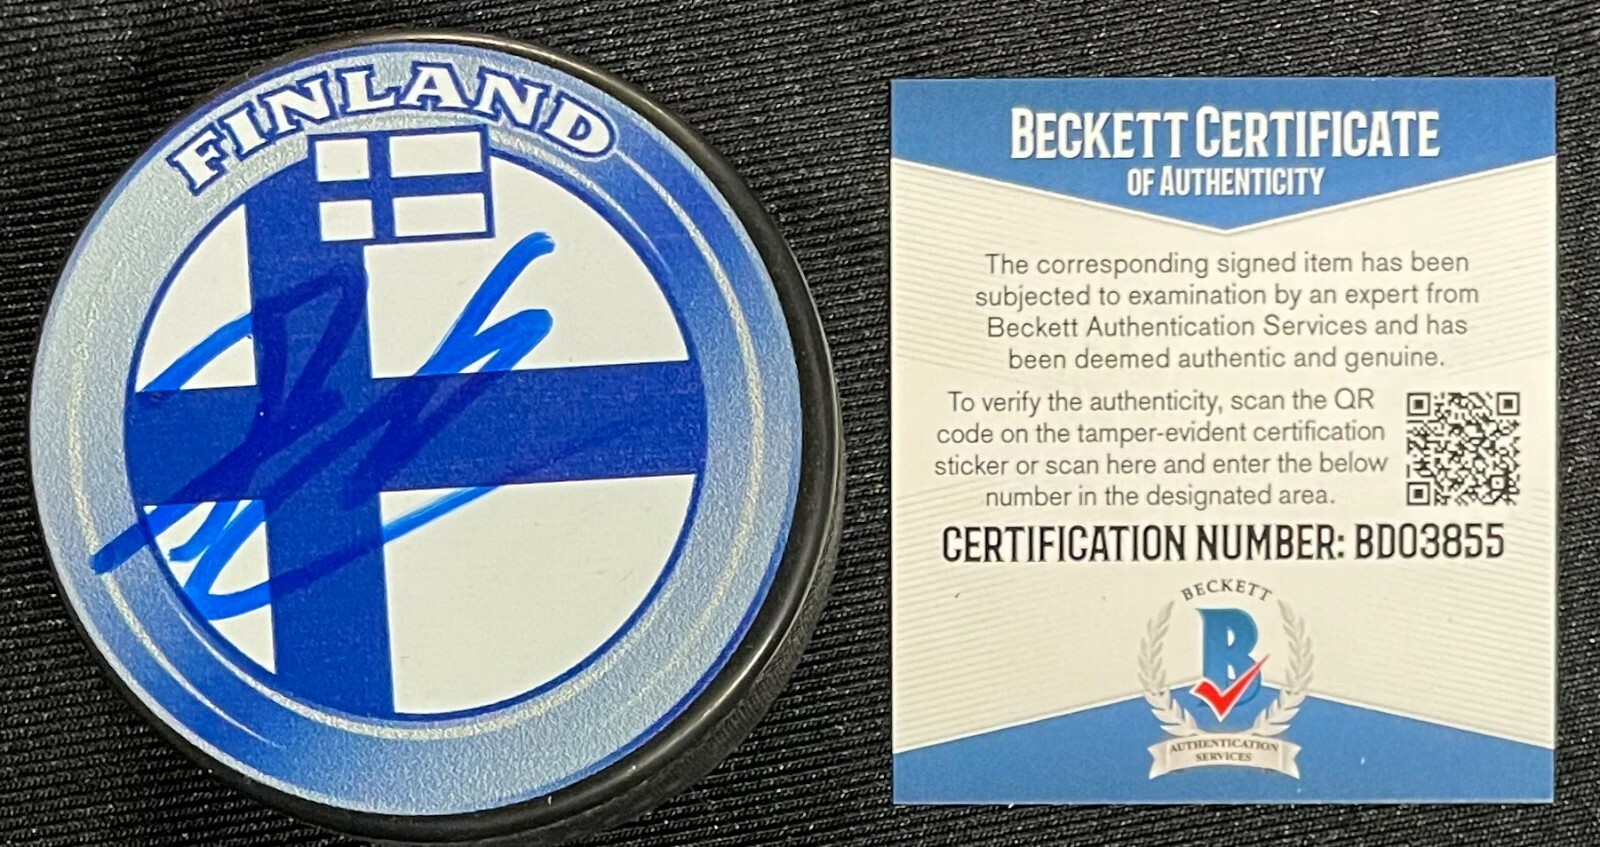 FINLAND
BECKETT CERTIFICATE
OF AUTHENTICITY
The corresponding signed item has been
subjected to examination by an expert from
Beckett Authentication Services and has
been deemed authentic and genuine.
To verify the authenticity, scan the QR
code on the tamper-evident certification
sticker or scan here and enter the below
number in the designated area.
CERTIFICATION NUMBER: BD03855
BECKETT
B
AUTHENTICATION
SERVICES